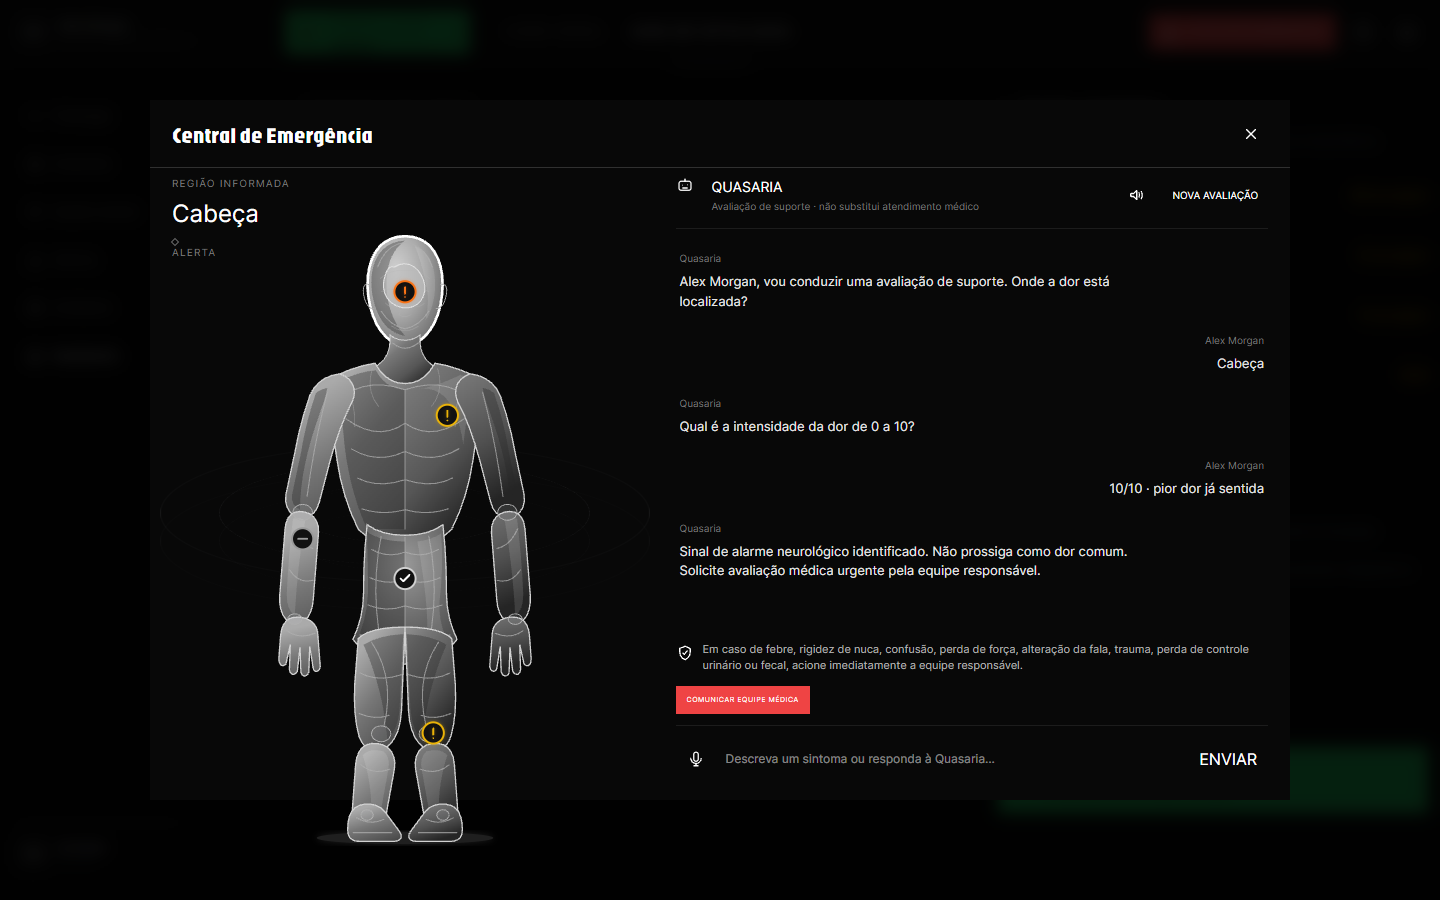 Central de Emergência
REGIÃO INFORMADA
Cabeça
ALERTA
QUASARIA
Avaliação de suporte · não substitui atendimento médico
NOVA AVALIAÇÃO
Quasaria
Alex Morgan, vou conduzir uma avaliação de suporte. Onde a dor está
localizada?
Alex Morgan
Cabeça
Quasaria
Qual é a intensidade da dor de 0 a 10?
Alex Morgan
10/10 · pior dor já sentida
Quasaria
Sinal de alarme neurológico identificado. Não prossiga como dor comum.
Solicite avaliação médica urgente pela equipe responsável.
Em caso de febre, rigidez de nuca, confusão, perda de força, alteração da fala, trauma, perda de controle
urinário ou fecal, acione imediatamente a equipe responsável.
COMUNICAR EQUIPE MÉDICA
Descreva um sintoma ou responda à Quasaria...
ENVIAR